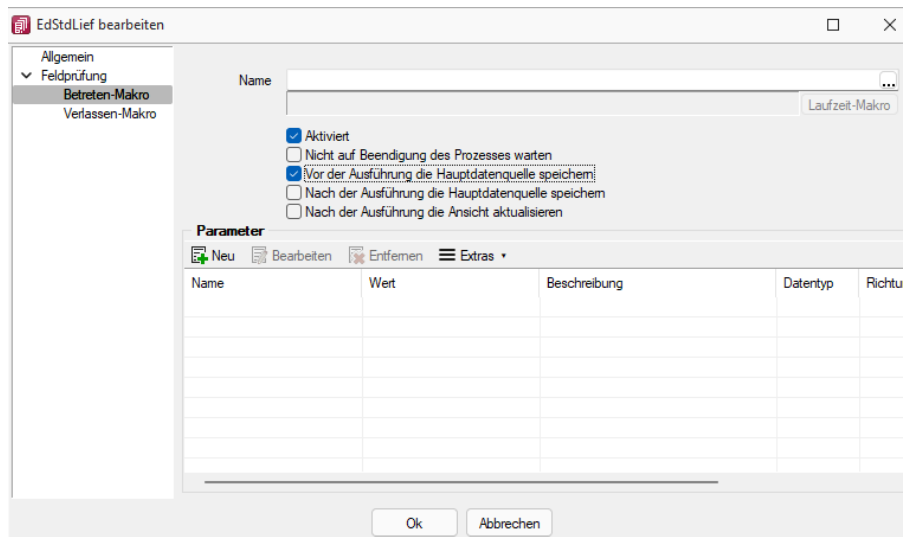 EdStdLief bearbeiten
Allgemein
Feldprüfung
Betreten-Makro
Verlassen-Makro
Name
...
Laufzeit-Makro
Aktiviert
Nicht auf Beendigung des Prozesses warten
Vor der Ausführung die Hauptdatenquelle speichern
Nach der Ausführung die Hauptdatenquelle speichern
Nach der Ausführung die Ansicht aktualisieren
Parameter
Neu Bearbeiten Entfernen Extras
Name Wert Beschreibung Datentyp Richtu
Ok Abbrechen